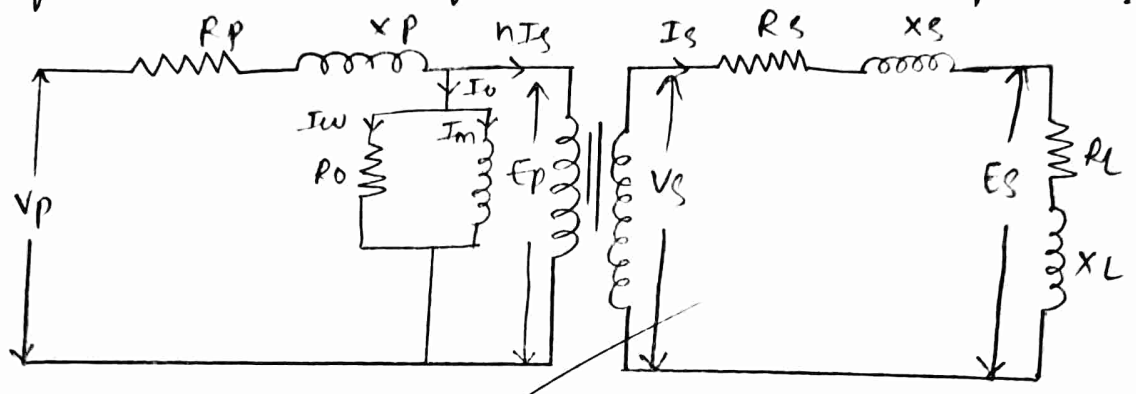 Rp XP nIs Is Rs Xs
Io
Iw Im
Ro Ep Vs Es RL
Vp
XL